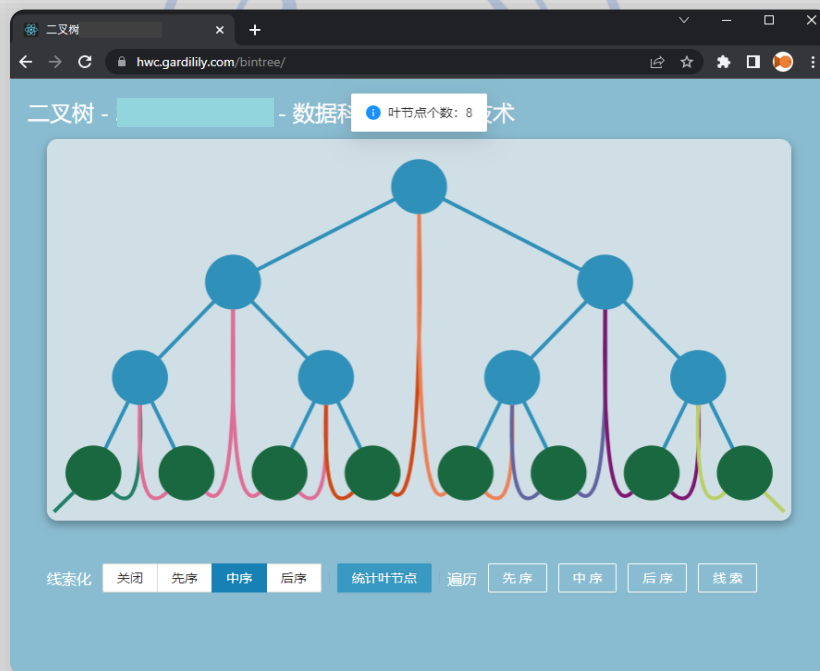 二叉树
hwc.gardilily.com/bintree/
二叉树 - - 数据科 技术
叶节点个数：8
线索化 关闭 先序 中序 后序 统计叶节点 遍历 先 序 中 序 后 序 线 索